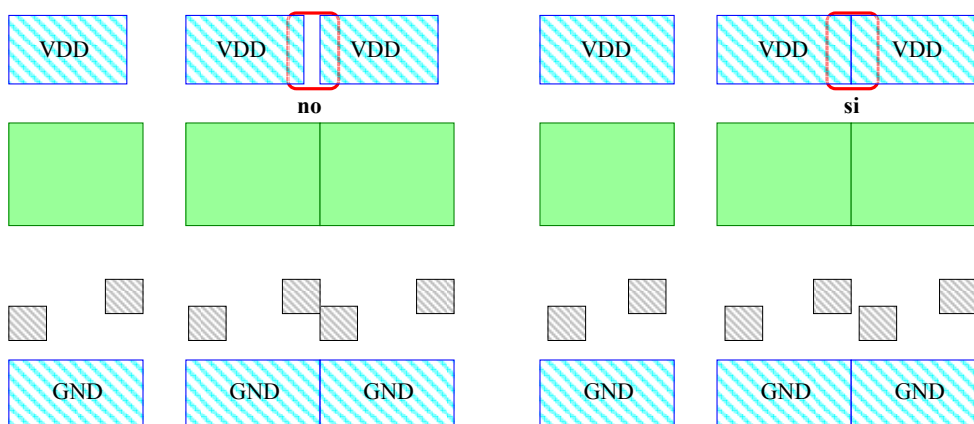 VDD VDD VDD VDD VDD VDD
no si
GND GND GND GND GND GND